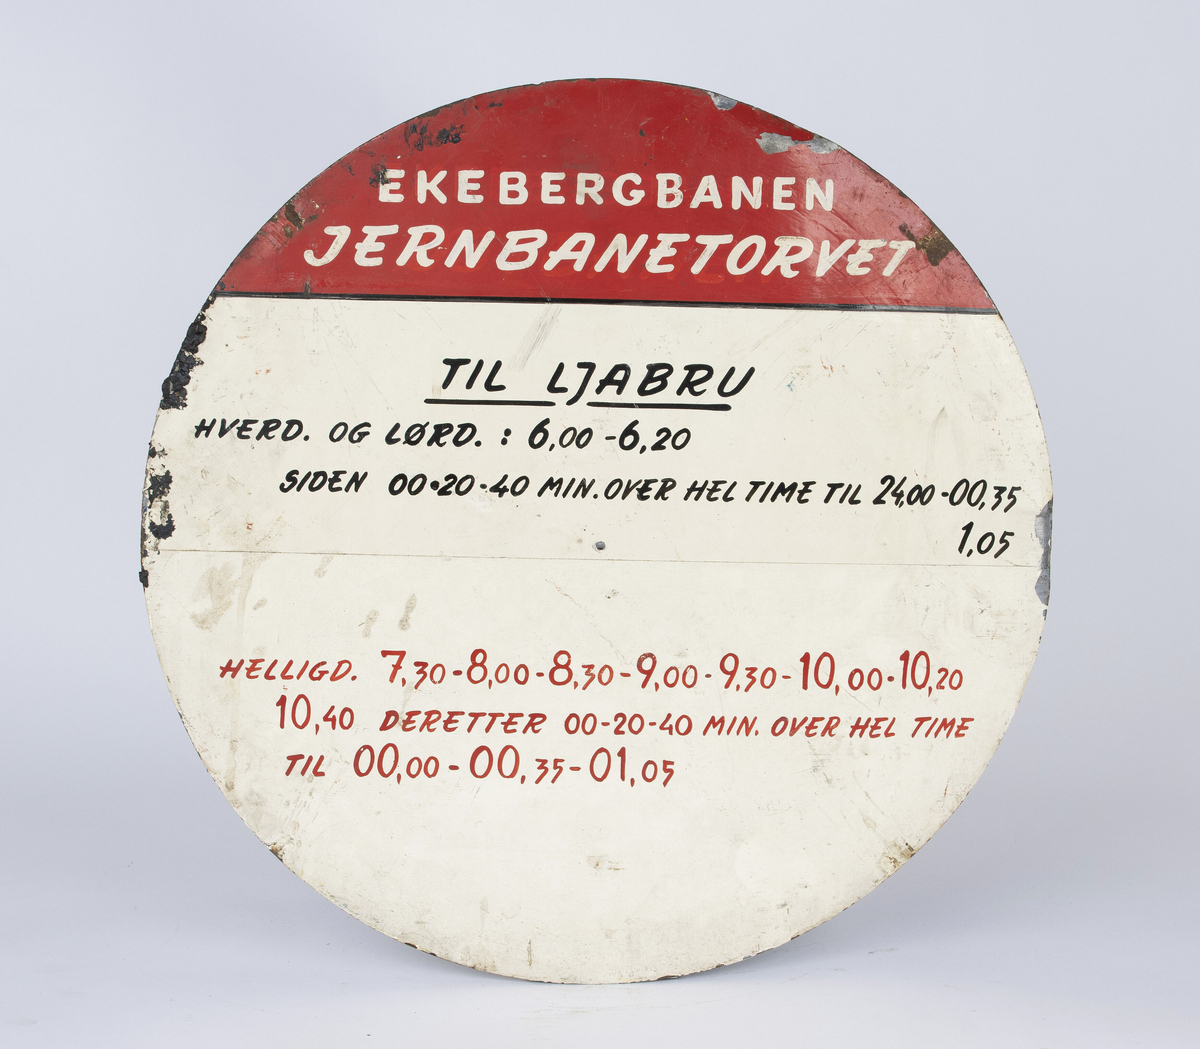 EKEBERGBANEN
JERNBANETORVET
TIL LJABRU
HVERD. OG LØRD. : 6,00 - 6,20
SIDEN 00-20-40 MIN. OVER HEL TIME TIL 24,00 - 00,35
1,05
HELLIGD. 7,30 - 8,00 - 8,30 - 9,00 - 9,30 - 10,00 - 10,20
10,40 DERETTER 00-20-40 MIN. OVER HEL TIME
TIL 00,00 - 00,35 - 01,05